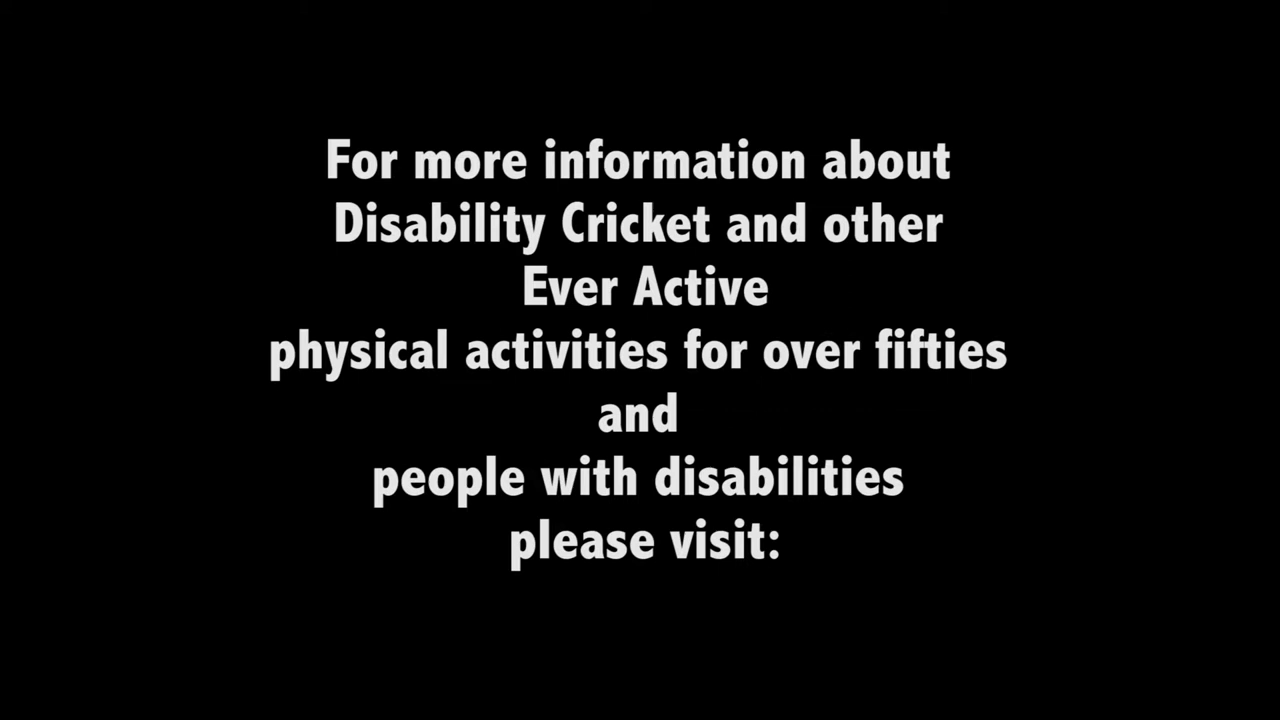 For more information about
Disability Cricket and other
Ever Active
physical activities for over fifties
and
people with disabilities
please visit: